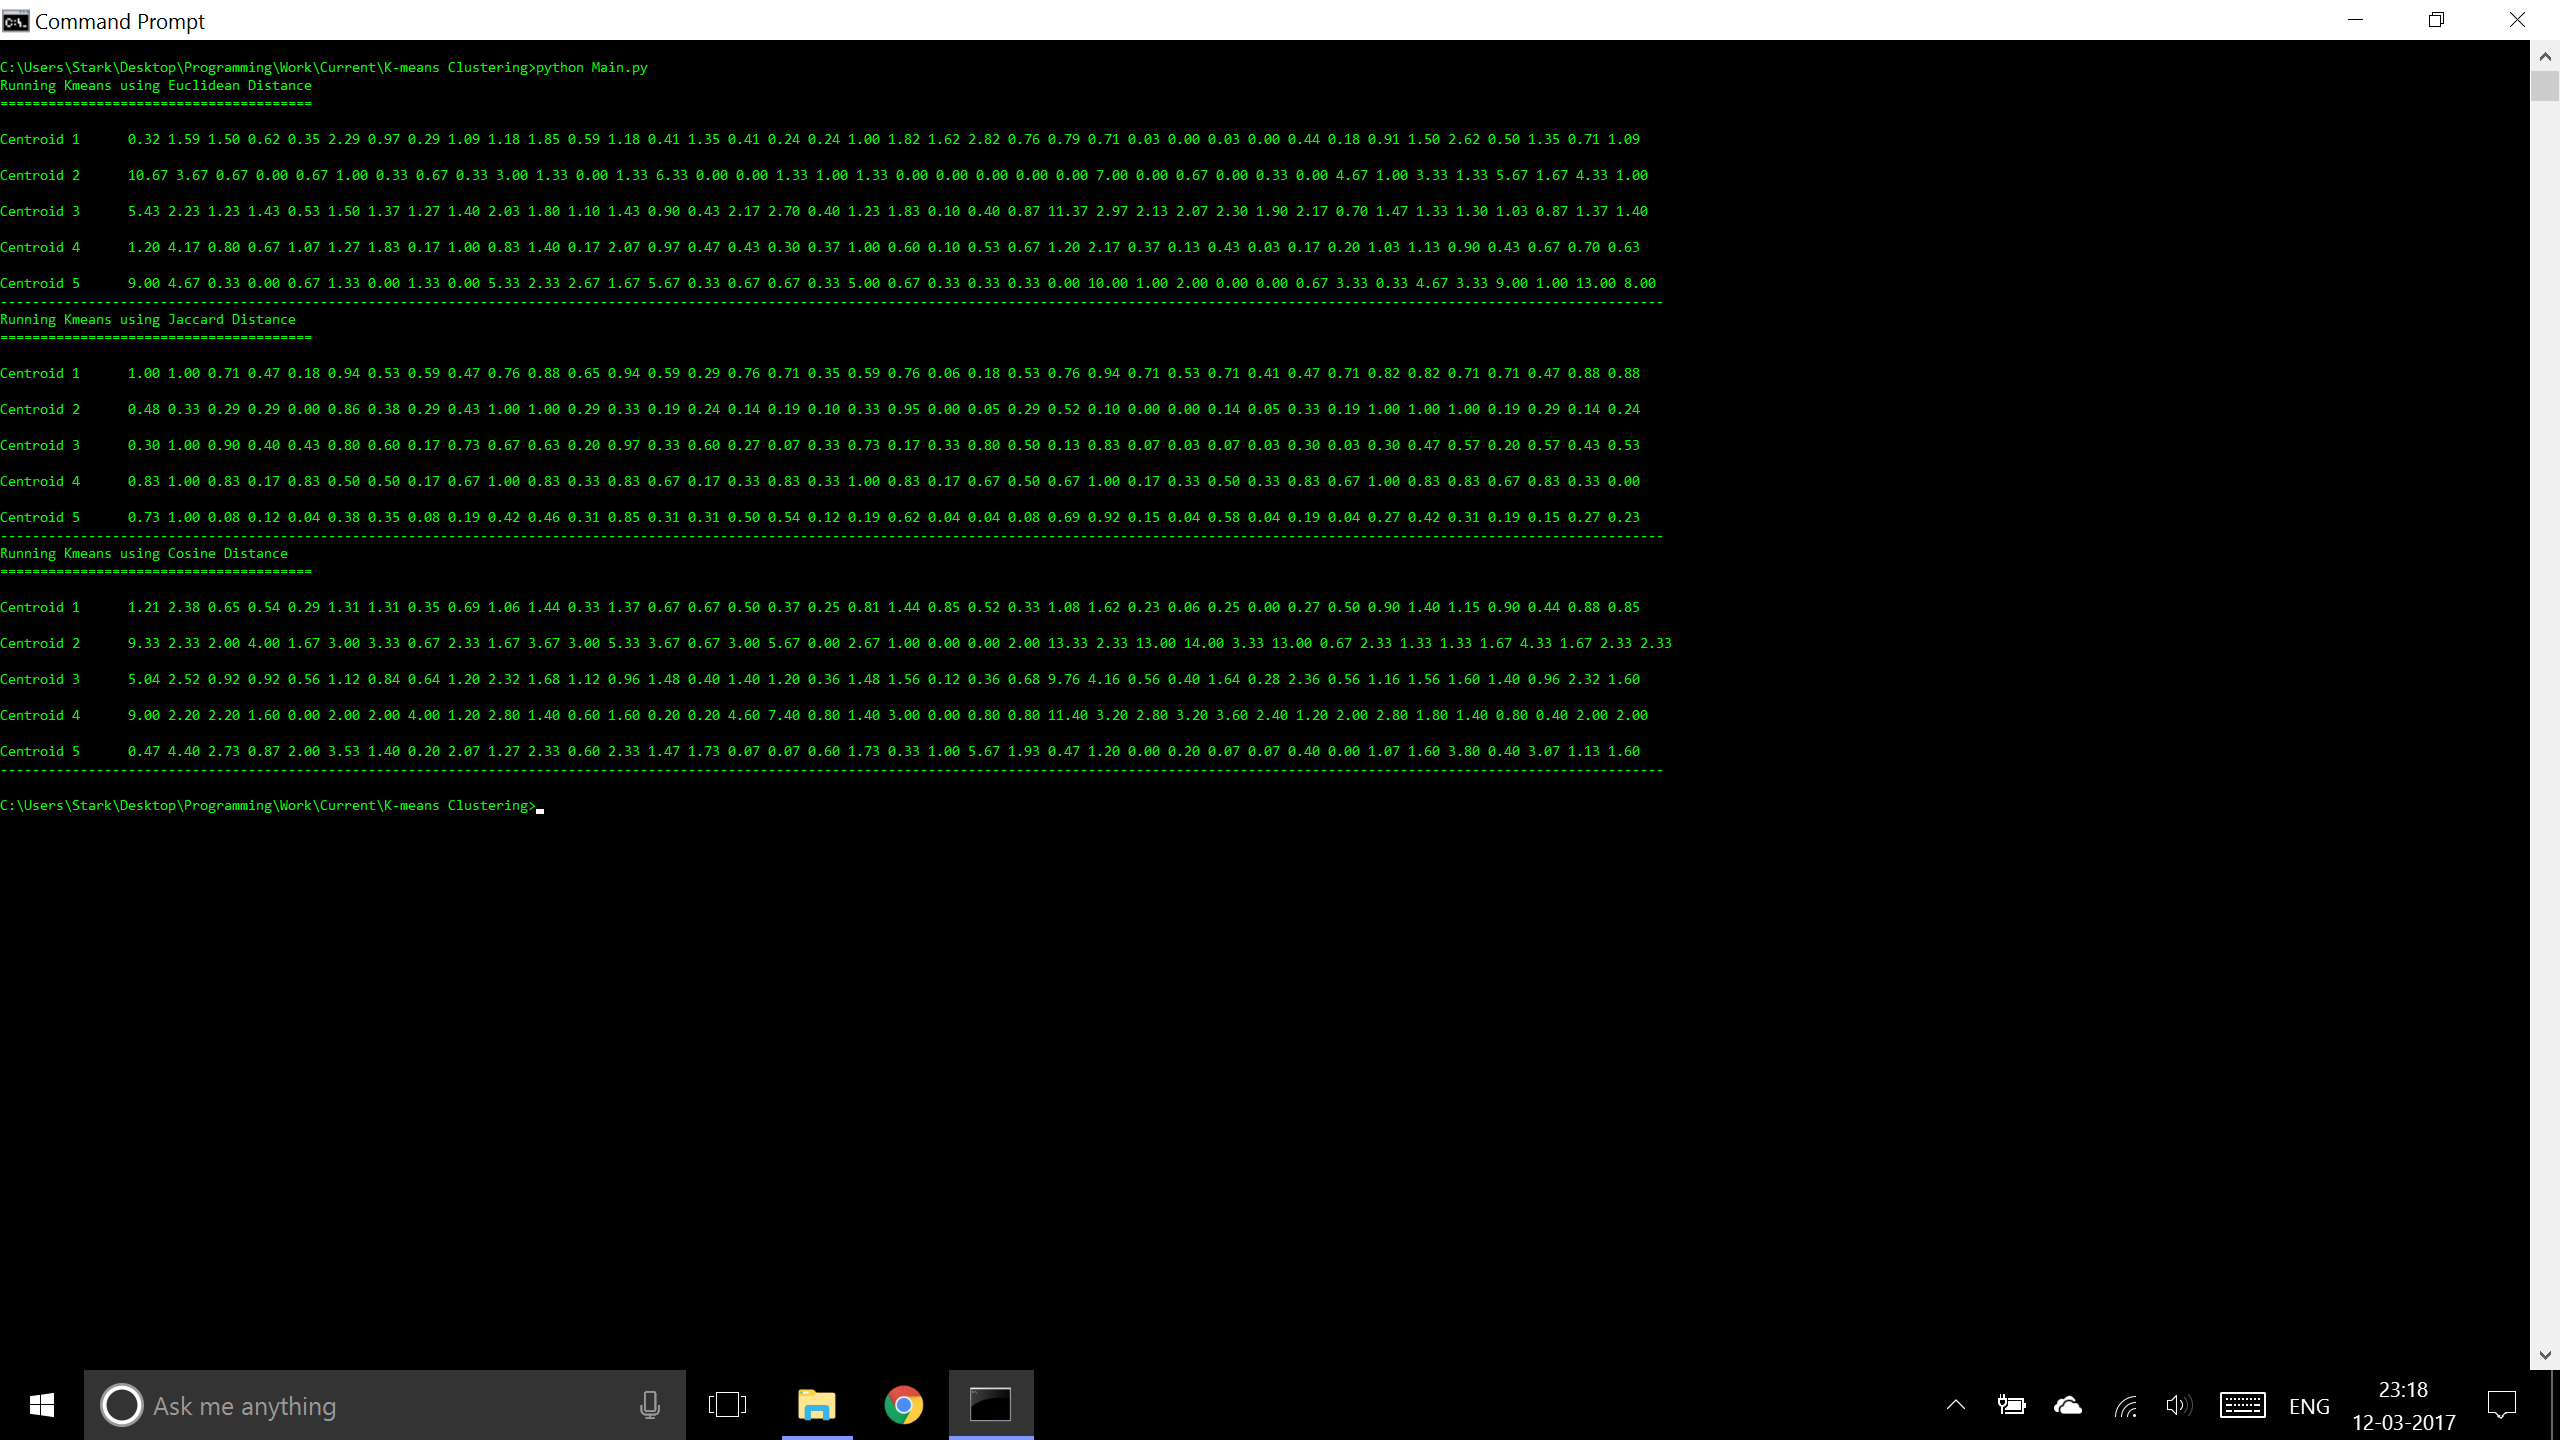 Command Prompt
C:\Users\Stark\Desktop\Programming\Work\Current\K-means Clustering>python Main.py
Running Kmeans using Euclidean Distance
=======================================
Centroid 1      0.32 1.59 1.50 0.62 0.35 2.29 0.97 0.29 1.09 1.18 1.85 0.59 1.18 0.41 1.35 0.41 0.24 0.24 1.00 1.82 1.62 2.82 0.76 0.79 0.71 0.03 0.00 0.03 0.00 0.44 0.18 0.91 1.50 2.62 0.50 1.35 0.71 1.09
Centroid 2      10.67 3.67 0.67 0.00 0.67 1.00 0.33 0.67 0.33 3.00 1.33 0.00 1.33 6.33 0.00 0.00 1.33 1.00 1.33 0.00 0.00 0.00 0.00 0.00 7.00 0.00 0.67 0.00 0.33 0.00 4.67 1.00 3.33 1.33 5.67 1.67 4.33 1.00
Centroid 3      5.43 2.23 1.23 1.43 0.53 1.50 1.37 1.27 1.40 2.03 1.80 1.10 1.43 0.90 0.43 2.17 2.70 0.40 1.23 1.83 0.10 0.40 0.87 11.37 2.97 2.13 2.07 2.30 1.90 2.17 0.70 1.47 1.33 1.30 1.03 0.87 1.37 1.40
Centroid 4      1.20 4.17 0.80 0.67 1.07 1.27 1.83 0.17 1.00 0.83 1.40 0.17 2.07 0.97 0.47 0.43 0.30 0.37 1.00 0.60 0.10 0.53 0.67 1.20 2.17 0.37 0.13 0.43 0.03 0.17 0.20 1.03 1.13 0.90 0.43 0.67 0.70 0.63
Centroid 5      9.00 4.67 0.33 0.00 0.67 1.33 0.00 1.33 0.00 5.33 2.33 2.67 1.67 5.67 0.33 0.67 0.67 0.33 5.00 0.67 0.33 0.33 0.33 0.00 10.00 1.00 2.00 0.00 0.00 0.67 3.33 0.33 4.67 3.33 9.00 1.00 13.00 8.00
----------------------------------------------------------------------------------------------------------------------------------------------------------------------------------------------------------------
Running Kmeans using Jaccard Distance
=======================================
Centroid 1      1.00 1.00 0.71 0.47 0.18 0.94 0.53 0.59 0.47 0.76 0.88 0.65 0.94 0.59 0.29 0.76 0.71 0.35 0.59 0.76 0.06 0.18 0.53 0.76 0.94 0.71 0.53 0.71 0.41 0.47 0.71 0.82 0.82 0.71 0.71 0.47 0.88 0.88
Centroid 2      0.48 0.33 0.29 0.29 0.00 0.86 0.38 0.29 0.43 1.00 1.00 0.29 0.33 0.19 0.24 0.14 0.19 0.10 0.33 0.95 0.00 0.05 0.29 0.52 0.10 0.00 0.00 0.14 0.05 0.33 0.19 1.00 1.00 1.00 0.19 0.29 0.14 0.24
Centroid 3      0.30 1.00 0.90 0.40 0.43 0.80 0.60 0.17 0.73 0.67 0.63 0.20 0.97 0.33 0.60 0.27 0.07 0.33 0.73 0.17 0.33 0.80 0.50 0.13 0.83 0.07 0.03 0.07 0.03 0.30 0.03 0.30 0.47 0.57 0.20 0.57 0.43 0.53
Centroid 4      0.83 1.00 0.83 0.17 0.83 0.50 0.50 0.17 0.67 1.00 0.83 0.33 0.83 0.67 0.17 0.33 0.83 0.33 1.00 0.83 0.17 0.67 0.50 0.67 1.00 0.17 0.33 0.50 0.33 0.83 0.67 1.00 0.83 0.83 0.67 0.83 0.33 0.00
Centroid 5      0.73 1.00 0.08 0.12 0.04 0.38 0.35 0.08 0.19 0.42 0.46 0.31 0.85 0.31 0.31 0.50 0.54 0.12 0.19 0.62 0.04 0.04 0.08 0.69 0.92 0.15 0.04 0.58 0.04 0.19 0.04 0.27 0.42 0.31 0.19 0.15 0.27 0.23
----------------------------------------------------------------------------------------------------------------------------------------------------------------------------------------------------------------
Running Kmeans using Cosine Distance
=======================================
Centroid 1      1.21 2.38 0.65 0.54 0.29 1.31 1.31 0.35 0.69 1.06 1.44 0.33 1.37 0.67 0.67 0.50 0.37 0.25 0.81 1.44 0.85 0.52 0.33 1.08 1.62 0.23 0.06 0.25 0.00 0.27 0.50 0.90 1.40 1.15 0.90 0.44 0.88 0.85
Centroid 2      9.33 2.33 2.00 4.00 1.67 3.00 3.33 0.67 2.33 1.67 3.67 3.00 5.33 3.67 0.67 3.00 5.67 0.00 2.67 1.00 0.00 0.00 2.00 13.33 2.33 13.00 14.00 3.33 13.00 0.67 2.33 1.33 1.33 1.67 4.33 1.67 2.33 2.33
Centroid 3      5.04 2.52 0.92 0.92 0.56 1.12 0.84 0.64 1.20 2.32 1.68 1.12 0.96 1.48 0.40 1.40 1.20 0.36 1.48 1.56 0.12 0.36 0.68 9.76 4.16 0.56 0.40 1.64 0.28 2.36 0.56 1.16 1.56 1.60 1.40 0.96 2.32 1.60
Centroid 4      9.00 2.20 2.20 1.60 0.00 2.00 2.00 4.00 1.20 2.80 1.40 0.60 1.60 0.20 0.20 4.60 7.40 0.80 1.40 3.00 0.00 0.80 0.80 11.40 3.20 2.80 3.20 3.60 2.40 1.20 2.00 2.80 1.80 1.40 0.80 0.40 2.00 2.00
Centroid 5      0.47 4.40 2.73 0.87 2.00 3.53 1.40 0.20 2.07 1.27 2.33 0.60 2.33 1.47 1.73 0.07 0.07 0.60 1.73 0.33 1.00 5.67 1.93 0.47 1.20 0.00 0.20 0.07 0.07 0.40 0.00 1.07 1.60 3.80 0.40 3.07 1.13 1.60
----------------------------------------------------------------------------------------------------------------------------------------------------------------------------------------------------------------
C:\Users\Stark\Desktop\Programming\Work\Current\K-means Clustering>
Ask me anything
ENG
23:18
12-03-2017